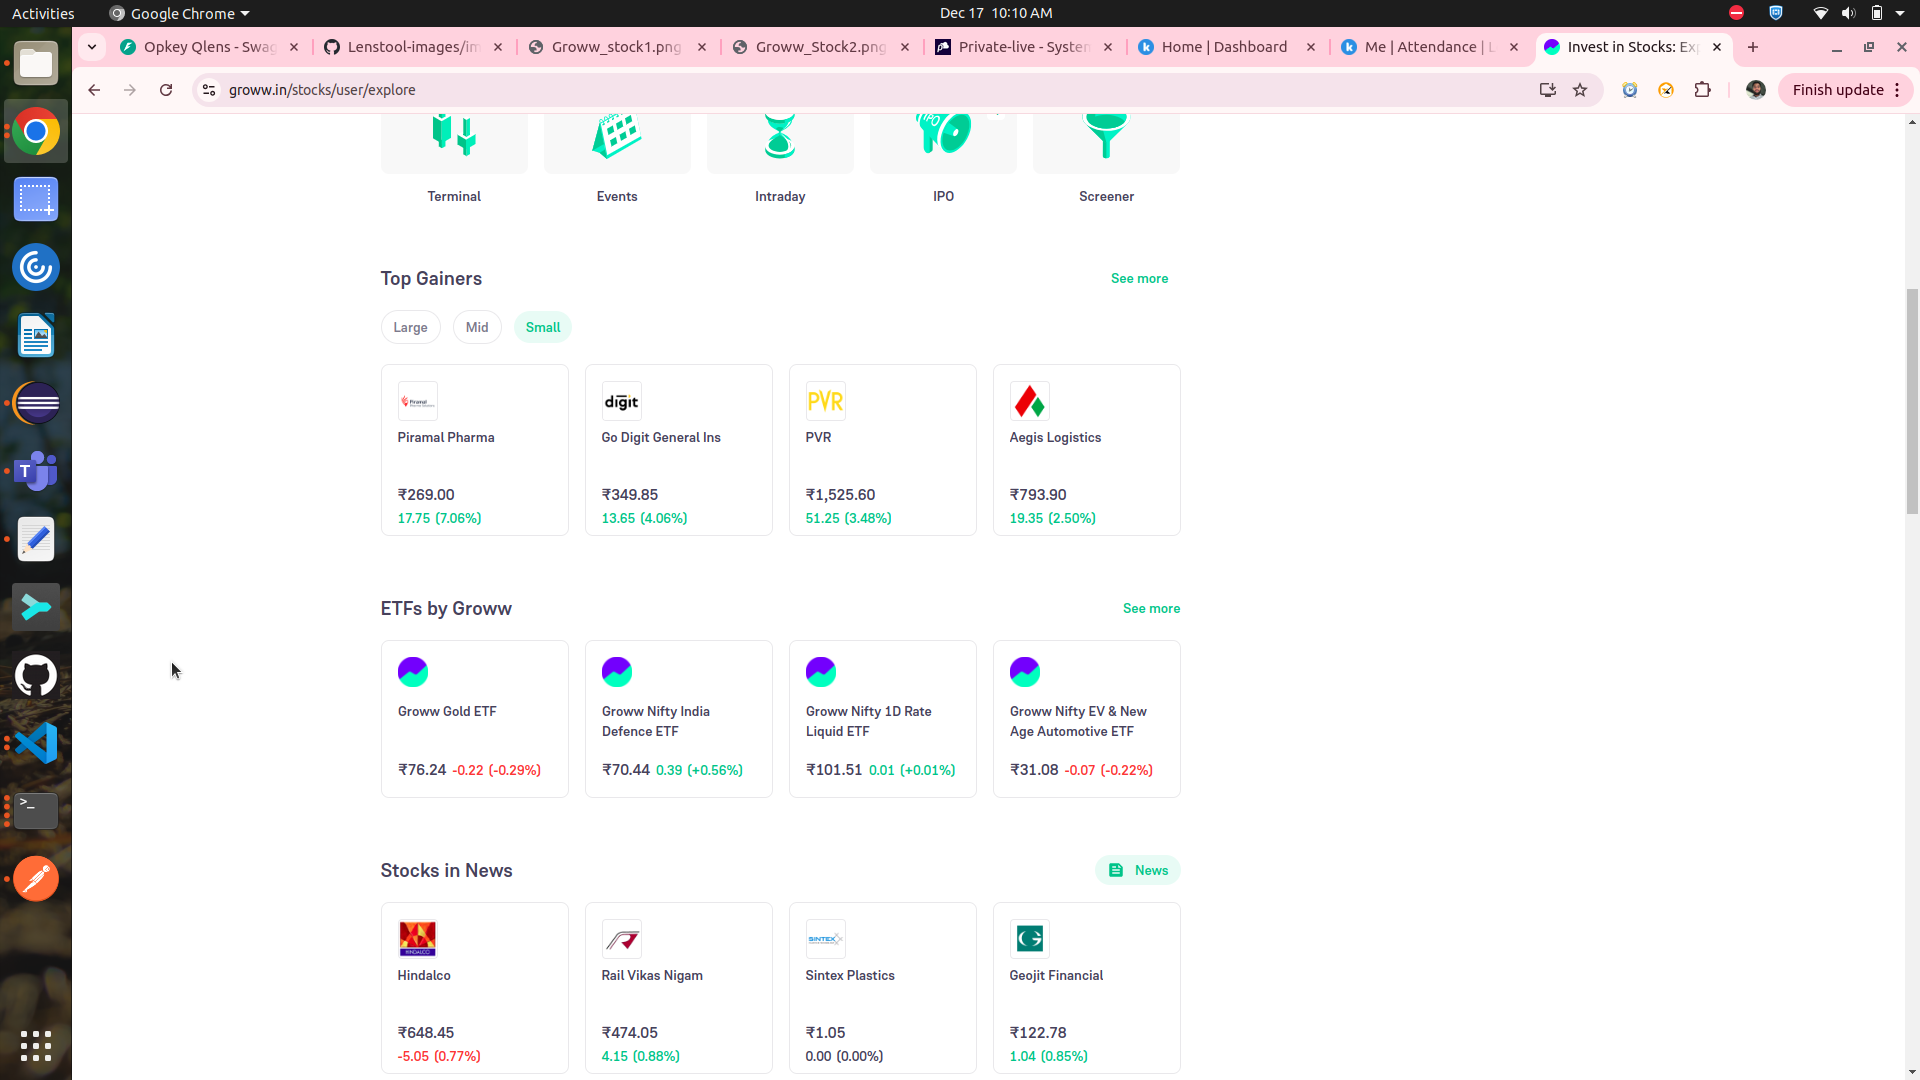 Activities
Google Chrome
Dec 17 10:10 AM
Opkey Qlens - Swag
Lenstool-images/im
Groww_stock1.png
Groww_Stock2.png
Private-live - System
Home | Dashboard
Me | Attendance | L
Invest in Stocks: Exp
groww.in/stocks/user/explore
Finish update
IPO
Terminal
Events
Intraday
IPO
Screener
Top Gainers
See more
Large
Mid
Small
Piramal
digit
PVR
Piramal Pharma
Go Digit General Ins
PVR
Aegis Logistics
₹269.00
₹349.85
₹1,525.60
₹793.90
17.75 (7.06%)
13.65 (4.06%)
51.25 (3.48%)
19.35 (2.50%)
ETFs by Groww
See more
Groww Gold ETF
Groww Nifty India
Defence ETF
Groww Nifty 1D Rate
Liquid ETF
Groww Nifty EV & New
Age Automotive ETF
₹76.24 -0.22 (-0.29%)
₹70.44 0.39 (+0.56%)
₹101.51 0.01 (+0.01%)
₹31.08 -0.07 (-0.22%)
Stocks in News
News
HINDALCO
SINTEX
Hindalco
Rail Vikas Nigam
Sintex Plastics
Geojit Financial
₹648.45
₹474.05
₹1.05
₹122.78
-5.05 (0.77%)
4.15 (0.88%)
0.00 (0.00%)
1.04 (0.85%)